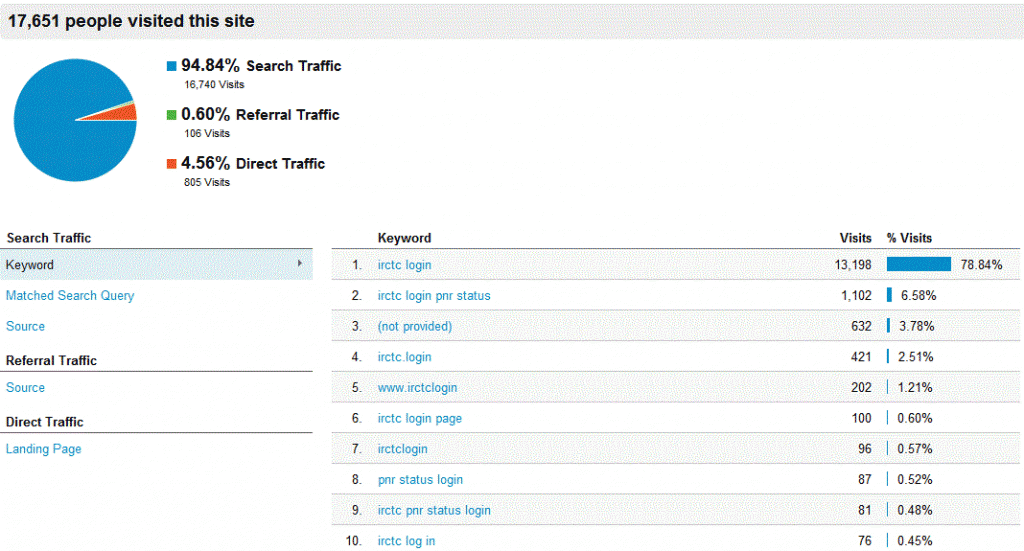 17,651 people visited this site
94.84% Search Traffic
16,740 Visits
0.60% Referral Traffic
106 Visits
4.56% Direct Traffic
805 Visits
Search Traffic
Keyword
Matched Search Query
Source
Referral Traffic
Source
Direct Traffic
Landing Page
Keyword Visits % Visits
1. irctc login 13,198 78.84%
2. irctc login pnr status 1,102 6.58%
3. (not provided) 632 3.78%
4. irctc.login 421 2.51%
5. www.irctclogin 202 1.21%
6. irctc login page 100 0.60%
7. irctclogin 96 0.57%
8. pnr status login 87 0.52%
9. irctc pnr status login 81 0.48%
10. irctc log in 76 0.45%